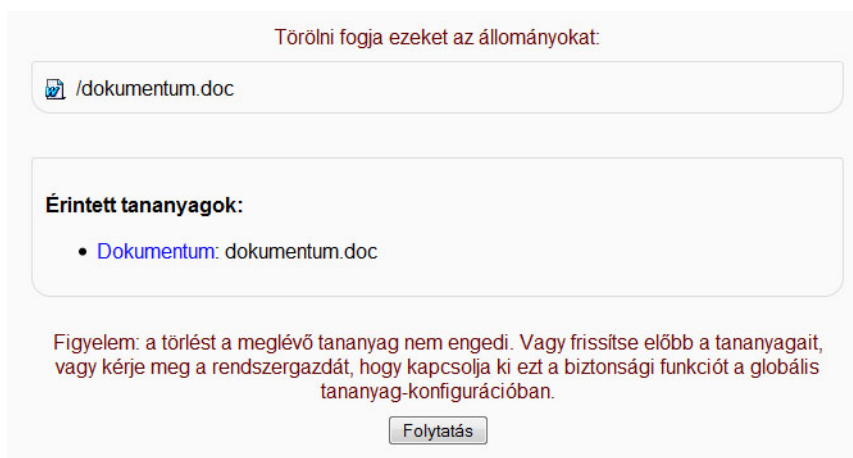 Törölni fogja ezeket az állományokat:
/dokumentum.doc
Érintett tananyagok:
• Dokumentum: dokumentum.doc
Figyelem: a törlést a meglévő tananyag nem engedi. Vagy frissítse előbb a tananyagait,
vagy kérje meg a rendszergazdát, hogy kapcsolja ki ezt a biztonsági funkciót a globális
tananyag-konfigurációban.
Folytatás